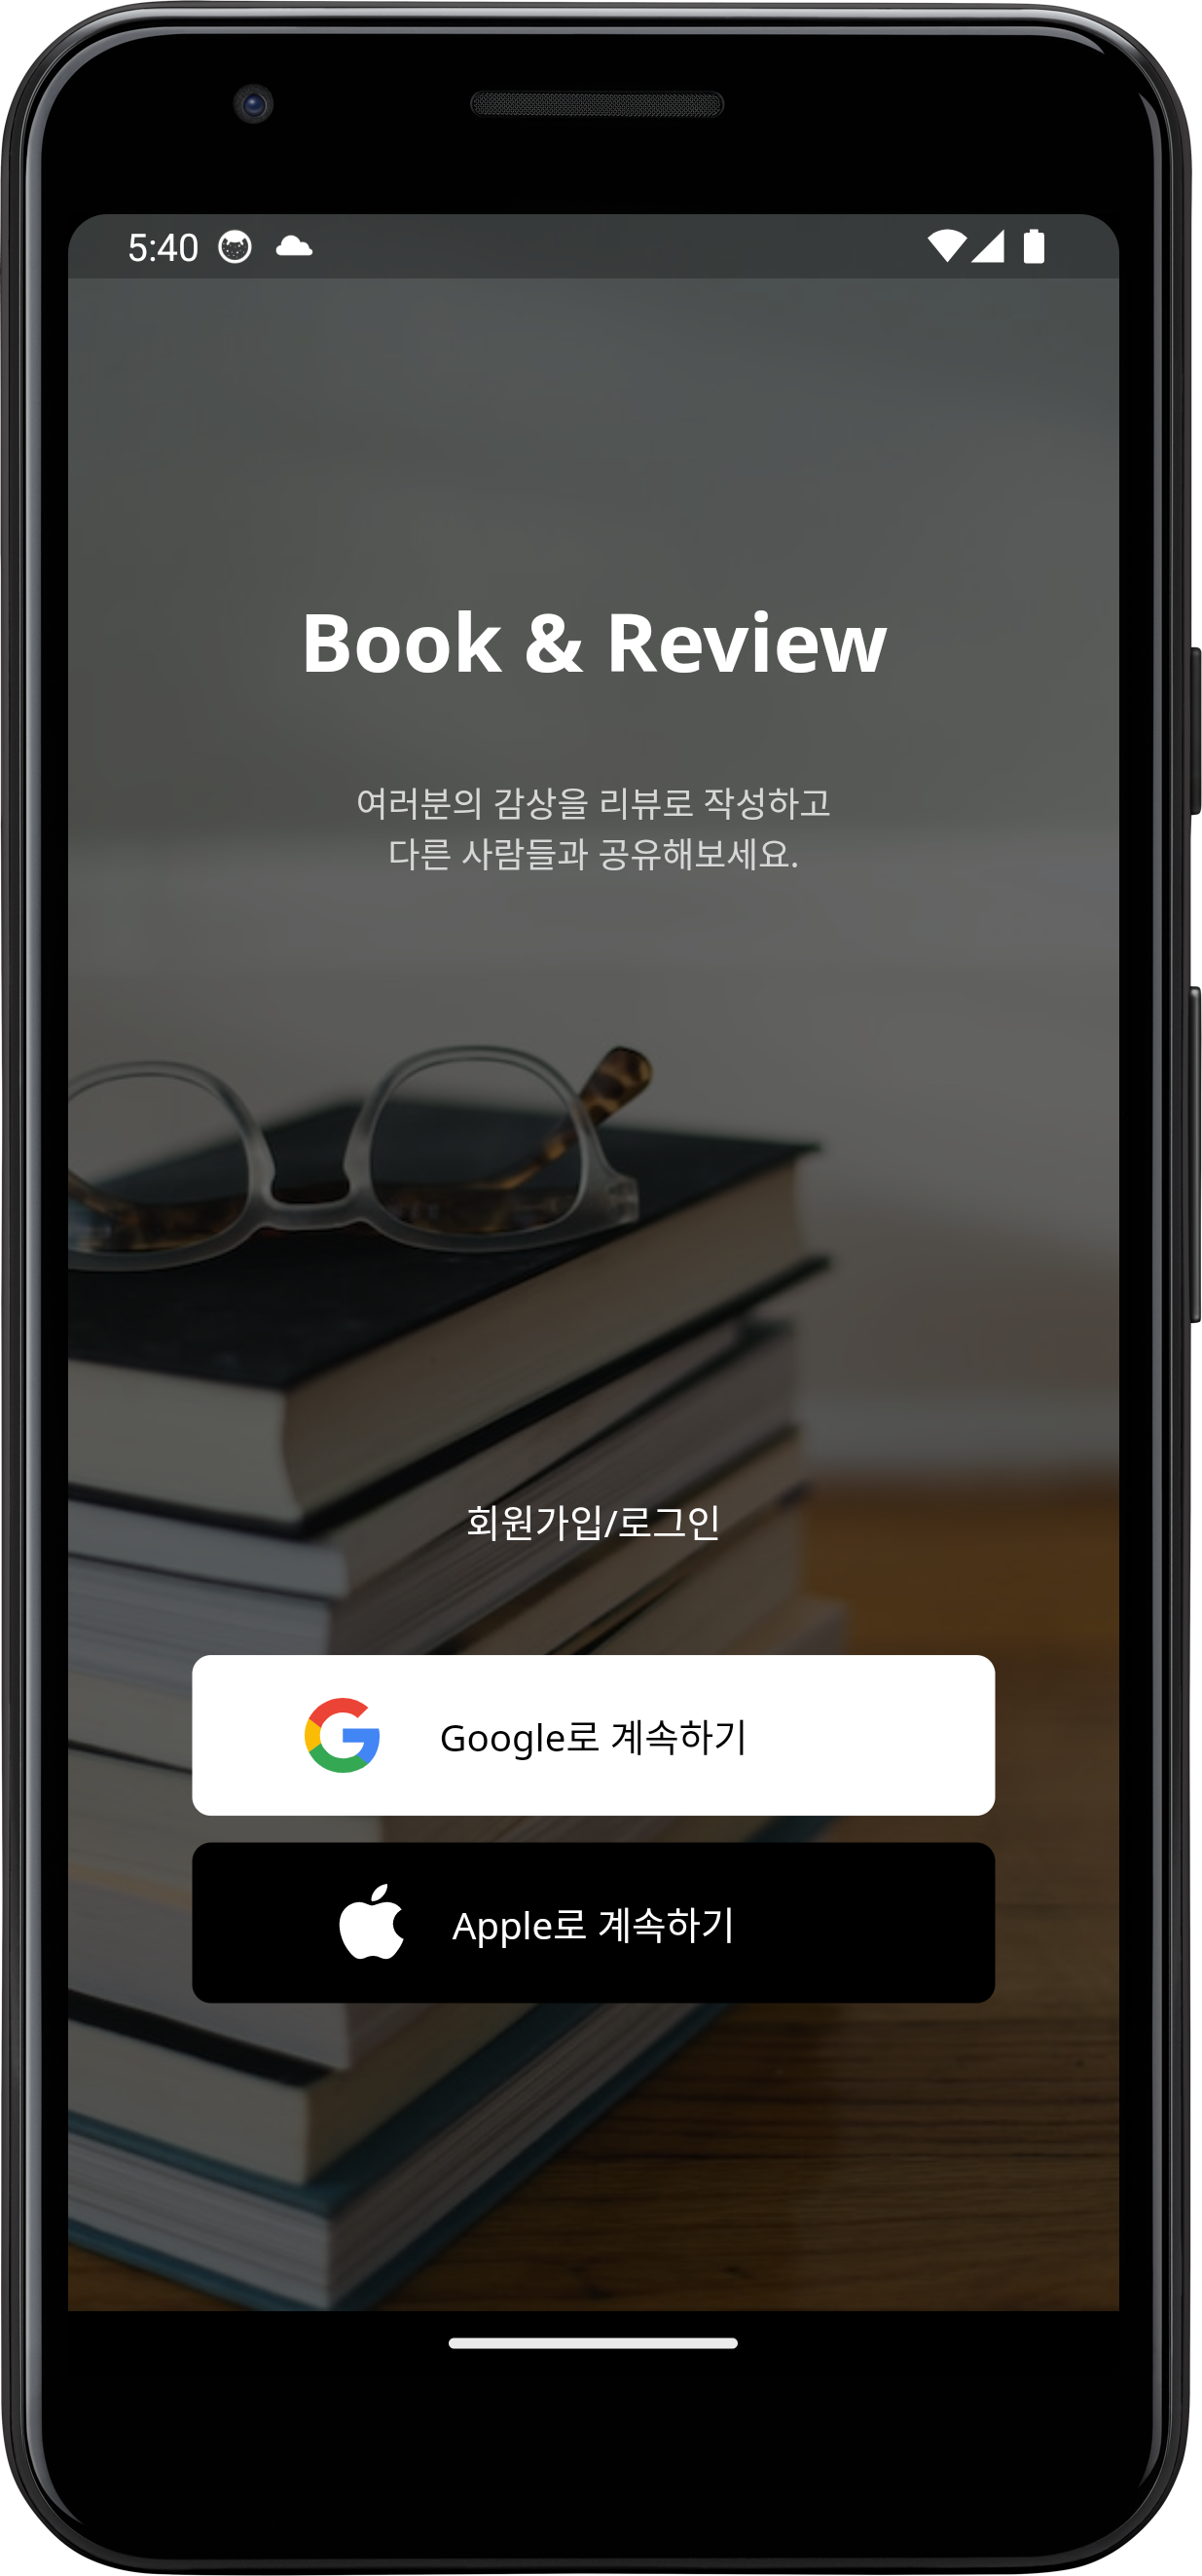 5:40
Book & Review
여러분의 감상을 리뷰로 작성하고
다른 사람들과 공유해보세요.
회원가입/로그인
Google로 계속하기
Apple로 계속하기